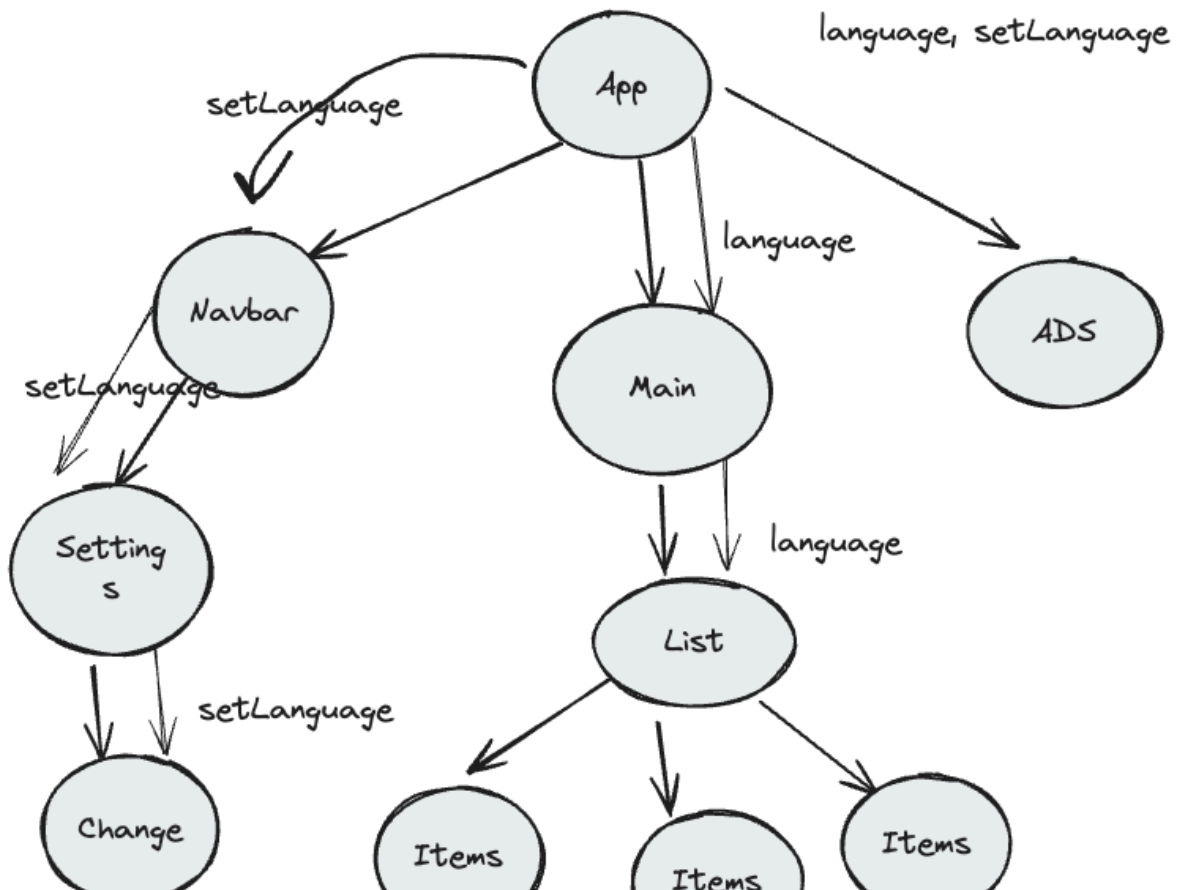 language, setLanguage
App
setLanguage
language
Navbar
ADS
Main
setLanguage
Setting
s
language
List
setLanguage
Change
Items
Items
Items